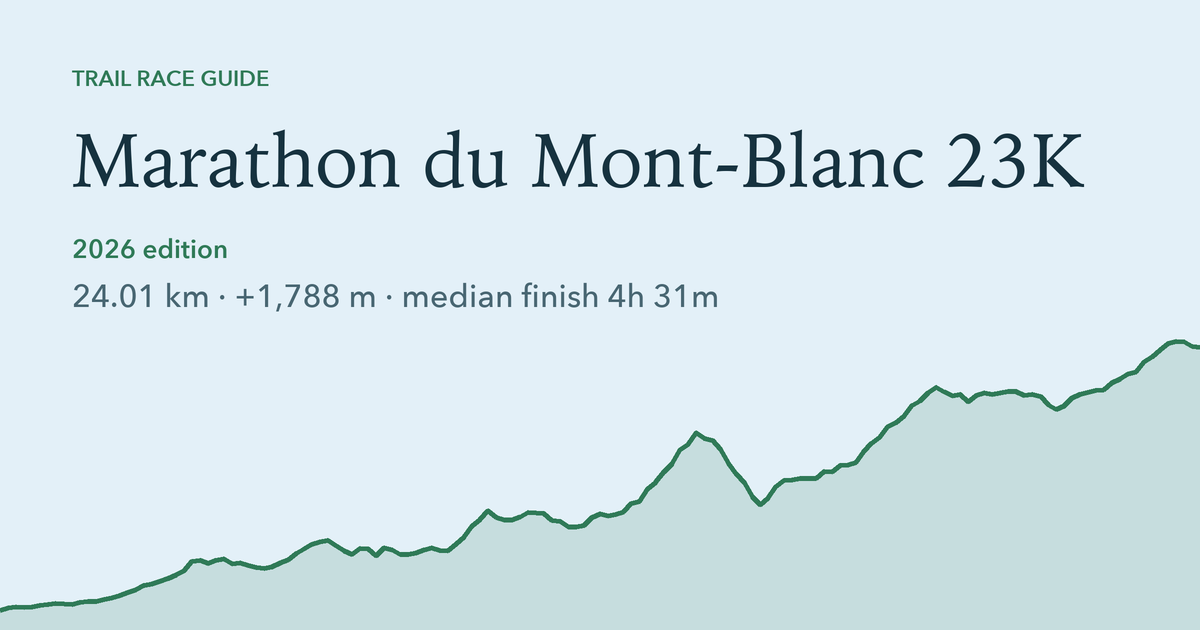 TRAIL RACE GUIDE
Marathon du Mont-Blanc 23K
2026 edition
24.01 km · +1,788 m · median finish 4h 31m